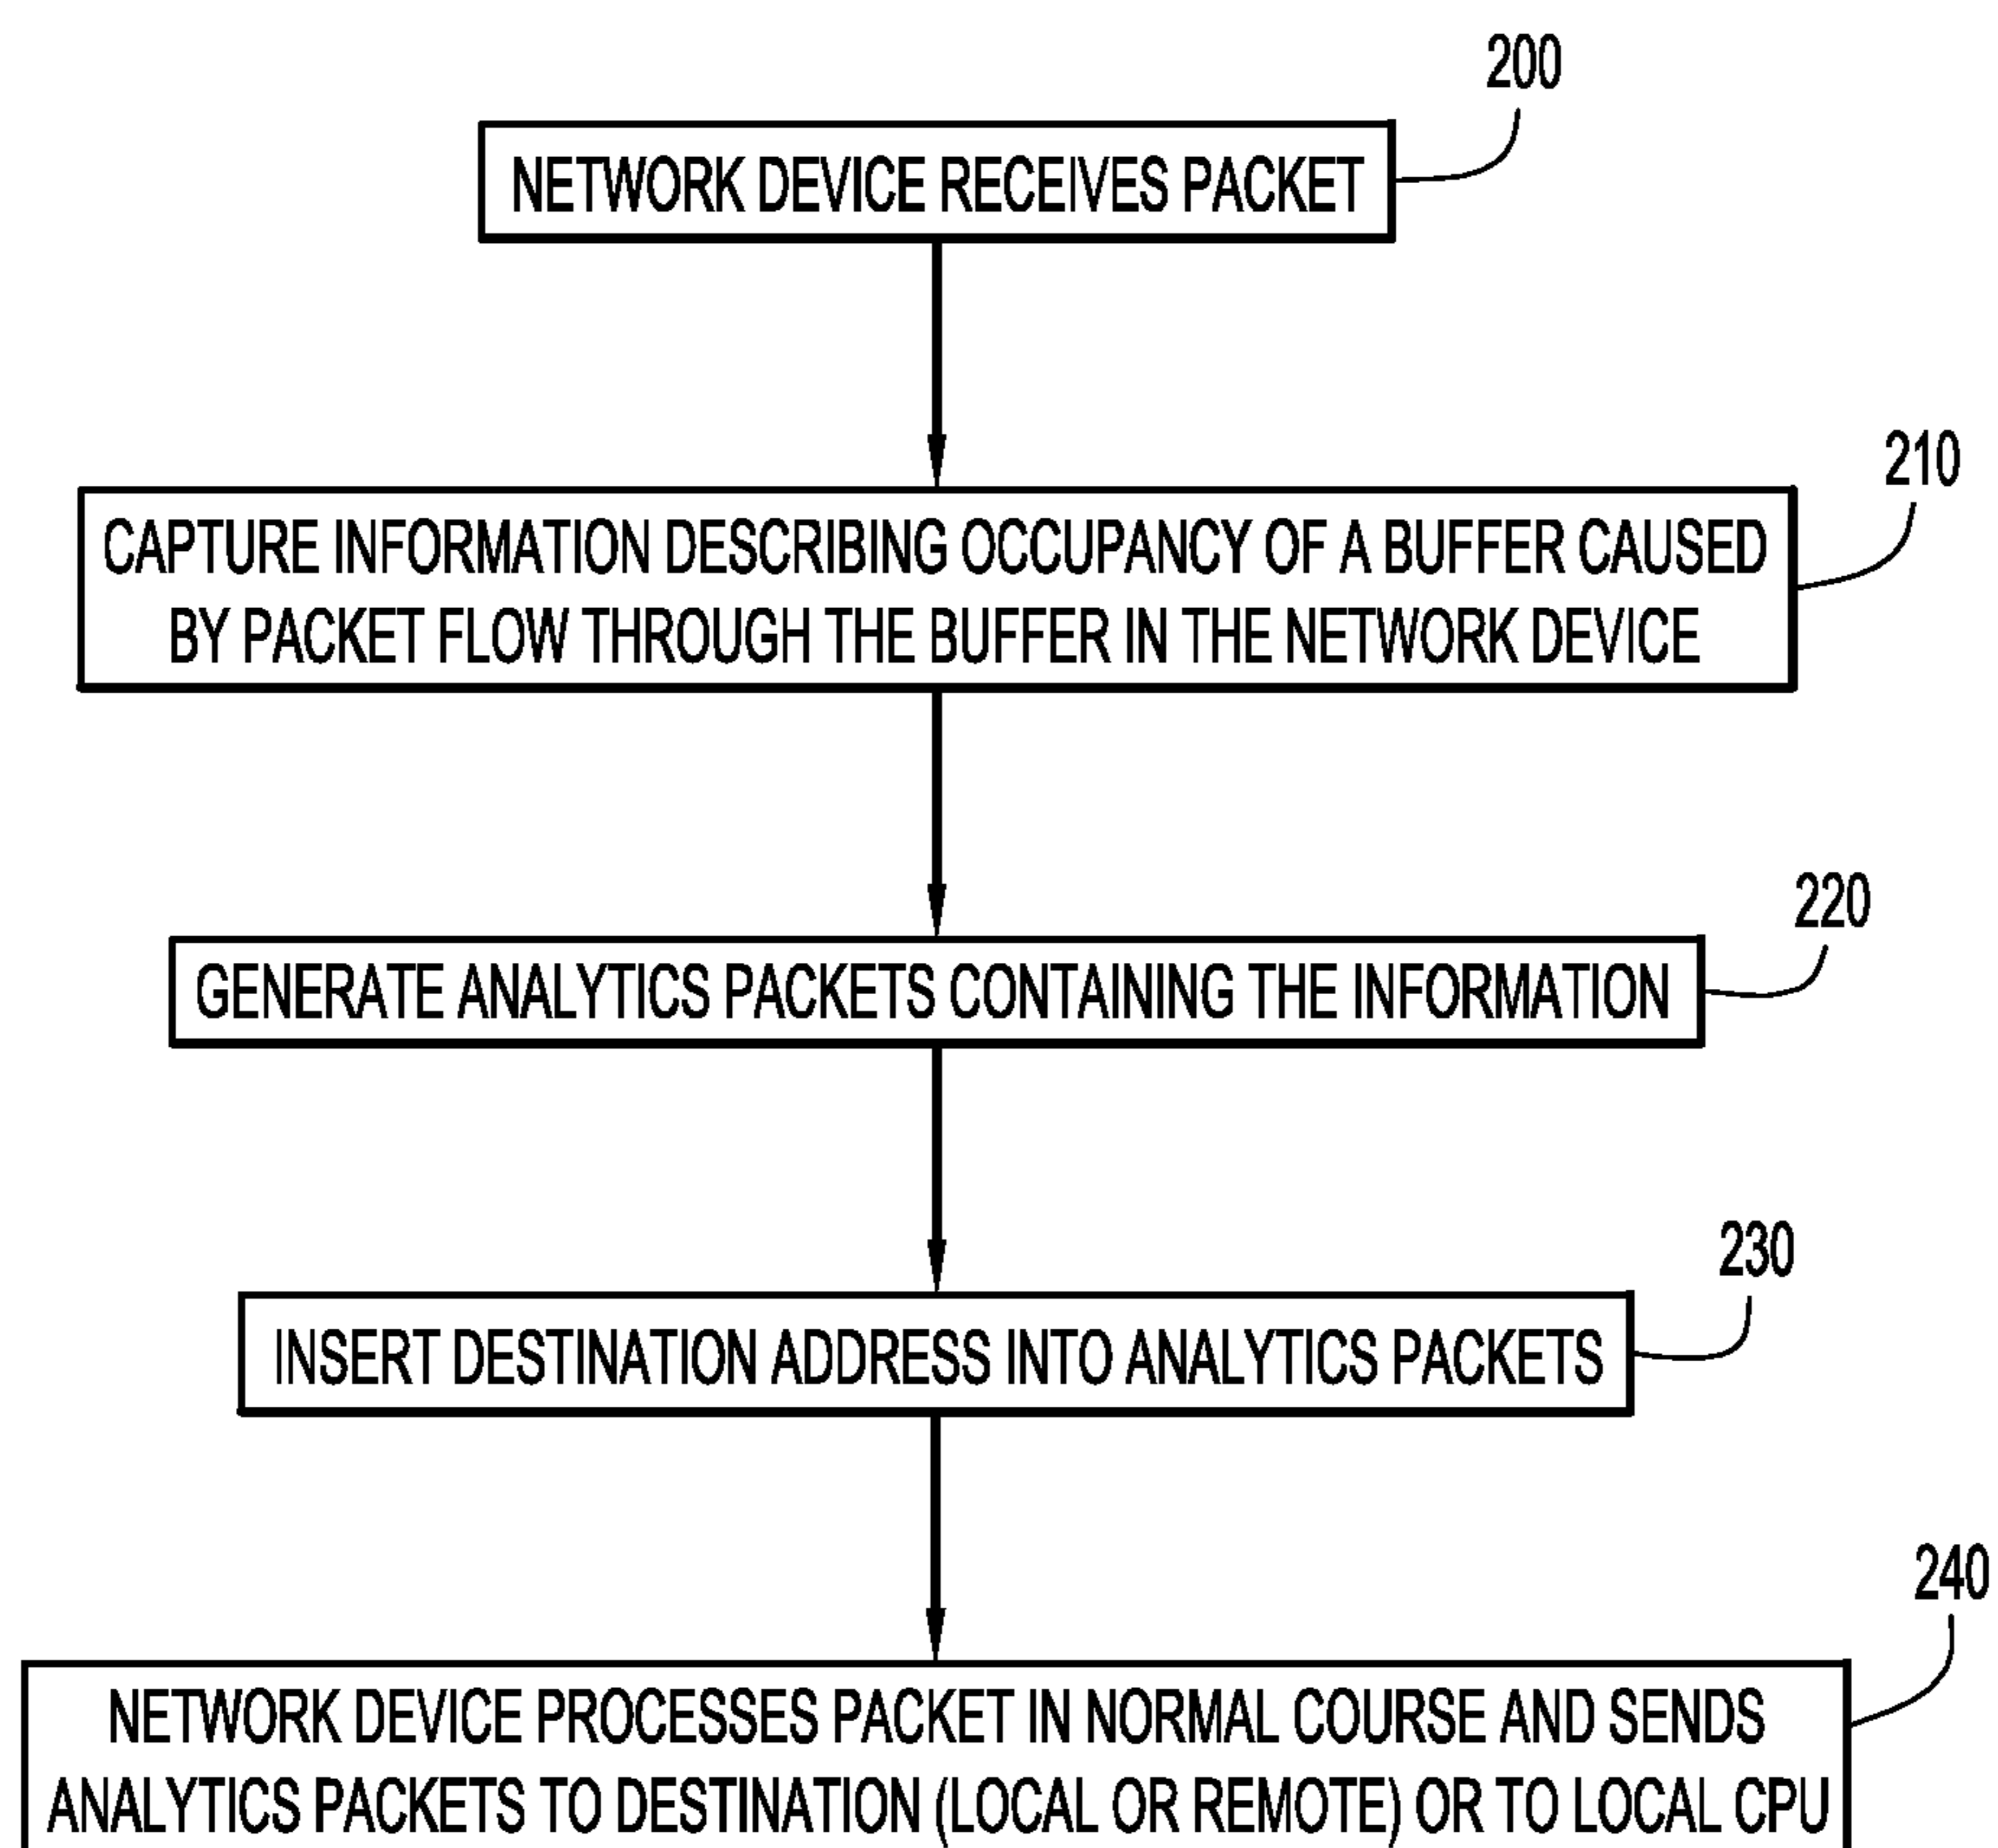 200
NETWORK DEVICE RECEIVES PACKET
210
CAPTURE INFORMATION DESCRIBING OCCUPANCY OF A BUFFER CAUSED
BY PACKET FLOW THROUGH THE BUFFER IN THE NETWORK DEVICE
220
GENERATE ANALYTICS PACKETS CONTAINING THE INFORMATION
230
INSERT DESTINATION ADDRESS INTO ANALYTICS PACKETS
240
NETWORK DEVICE PROCESSES PACKET IN NORMAL COURSE AND SENDS
ANALYTICS PACKETS TO DESTINATION (LOCAL OR REMOTE) OR TO LOCAL CPU